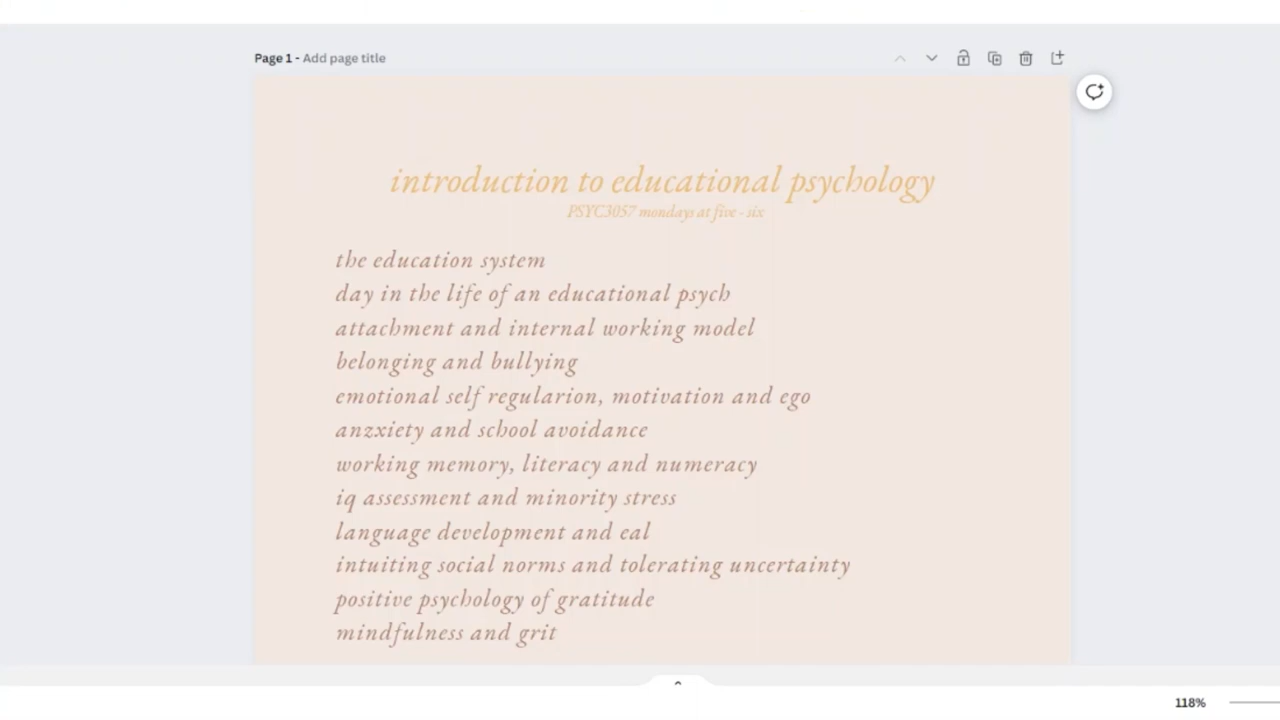 Page 1 - Add page title
introduction to educational psychology
PSYC3057 mondays at five - six
the education system
day in the life of an educational psych
attachment and internal working model
belonging and bullying
emotional self regularion, motivation and ego
anzxiety and school avoidance
working memory, literacy and numeracy
iq assessment and minority stress
language development and eal
intuiting social norms and tolerating uncertainty
positive psychology of gratitude
mindfulness and grit
118%